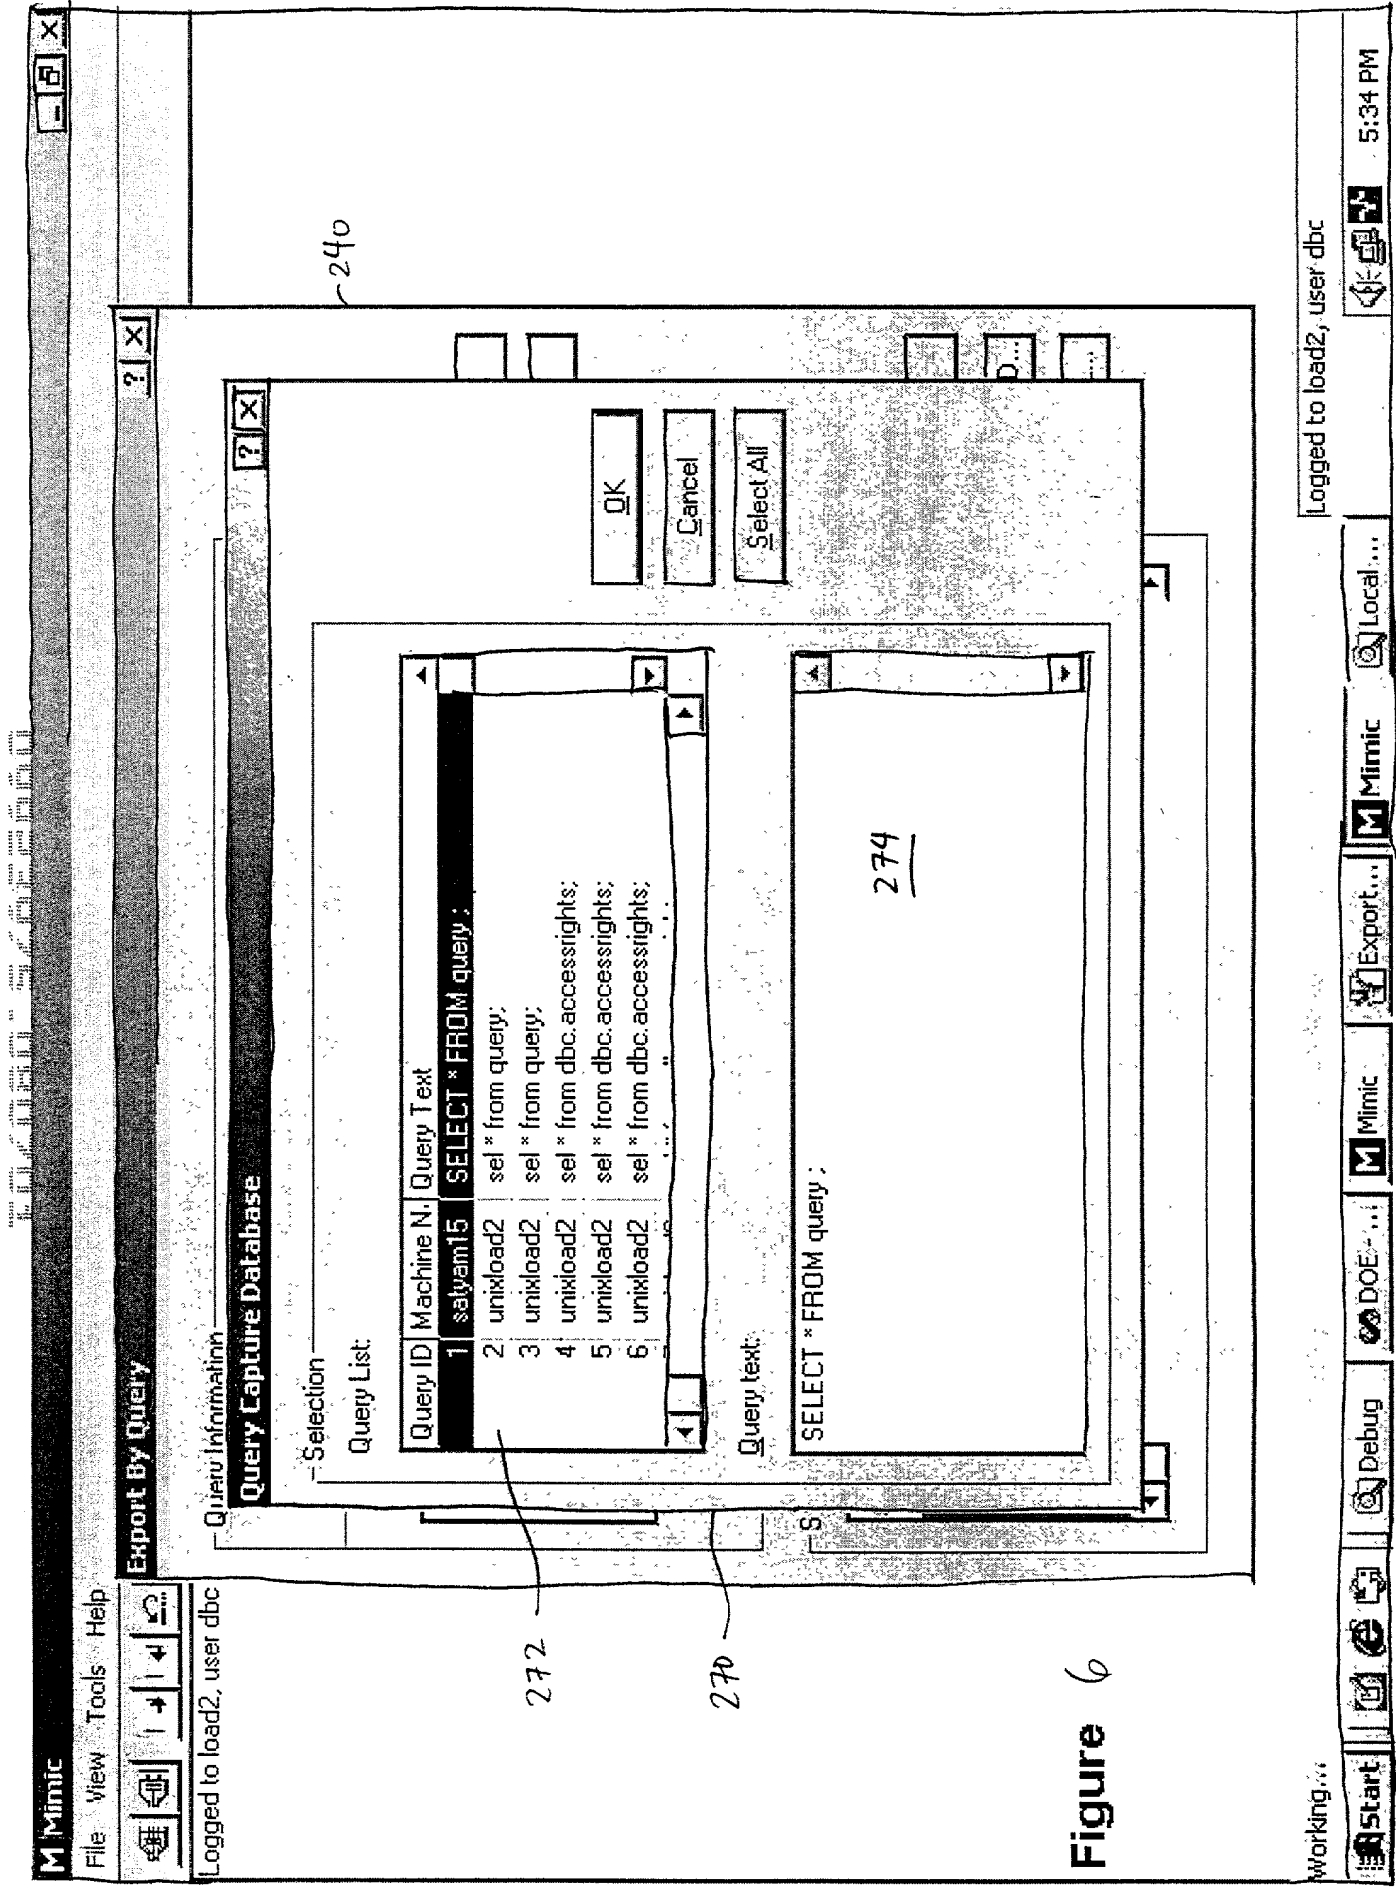 M Mimic
File View Tools Help
Logged to load2, user dbc
Export By Query
? X
Query Information
Query Capture Database
? X
240
Selection
Query List:
Query ID Machine N. Query Text
1 satyam15 SELECT * FROM query ;
2 unixload2 sel * from query;
3 unixload2 sel * from query;
4 unixload2 sel * from dbc.accessrights;
5 unixload2 sel * from dbc.accessrights;
6 unixload2 sel * from dbc.accessrights;
OK
Cancel
Select All
D...
...
Query text:
SELECT * FROM query ;
274
S
272
270
Figure 6
Working...
Logged to load2, user dbc
Start Debug DOE - ... Mimic Export... Mimic Local ... 5:34 PM